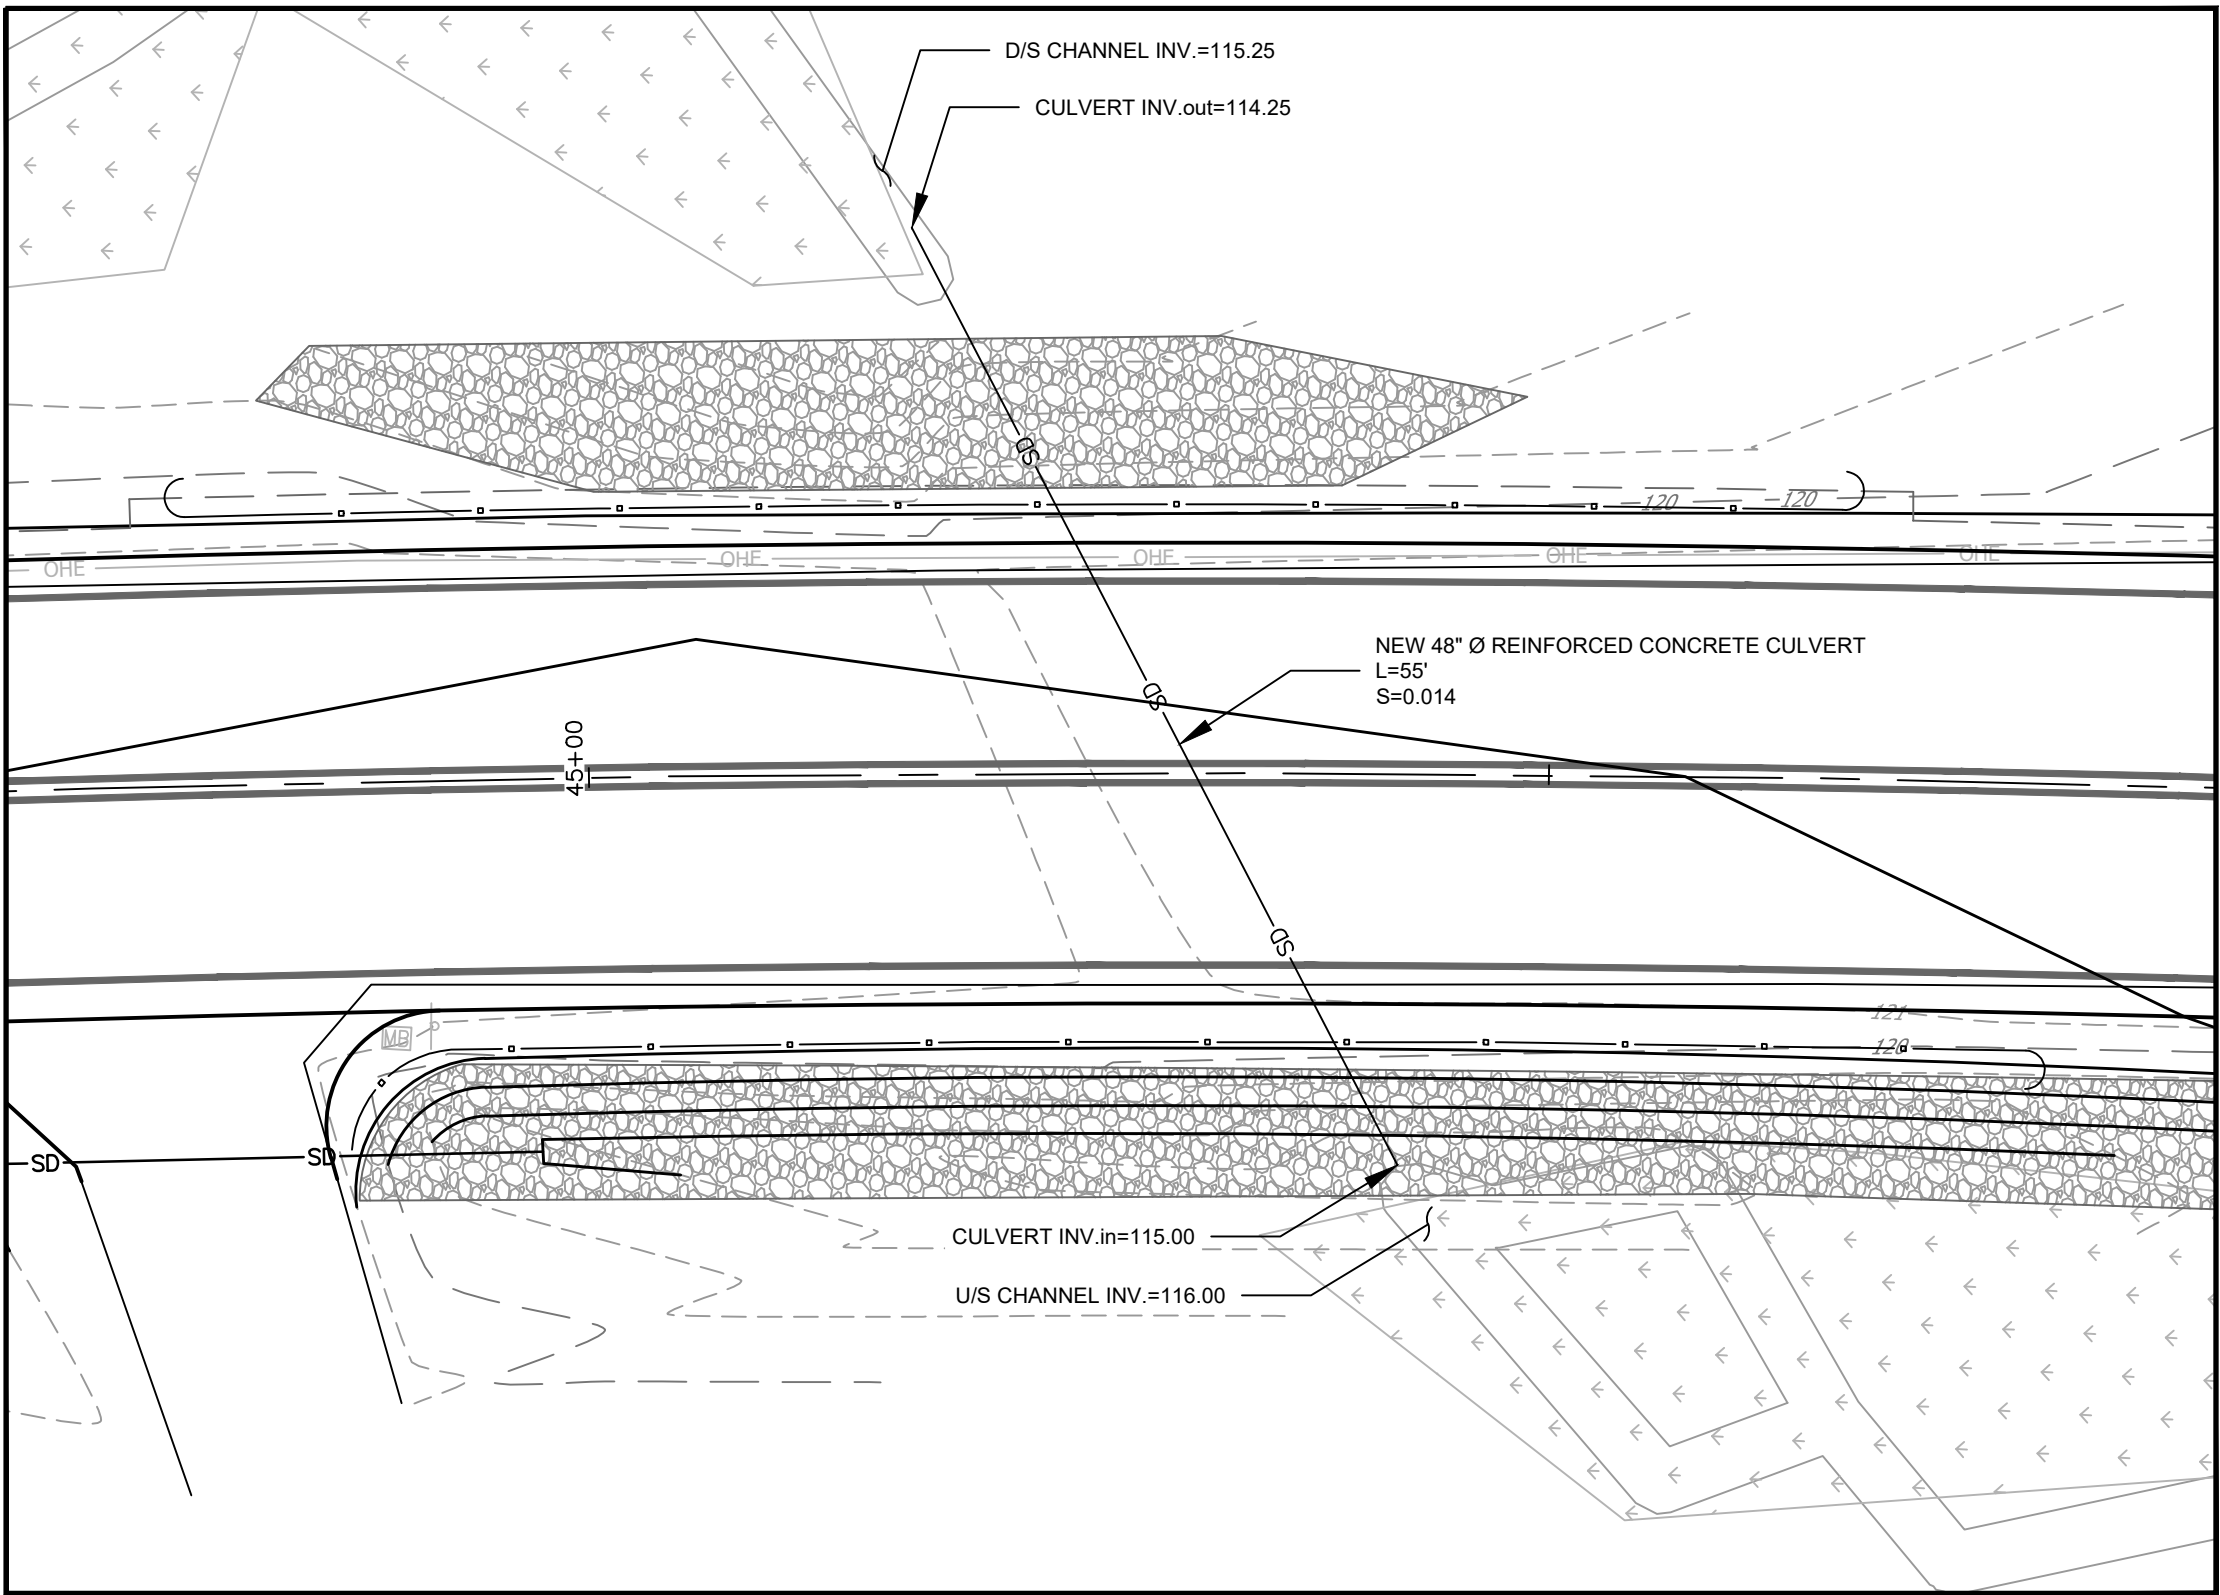 D/S CHANNEL INV.=115.25
CULVERT INV.out=114.25
SD
120
120
OHE
OHE
OHE
OHE
OHE
NEW 48" Ø REINFORCED CONCRETE CULVERT
L=55'
S=0.014
SD
45+00
SD
121
MB
120
SD
SD
CULVERT INV.in=115.00
U/S CHANNEL INV.=116.00